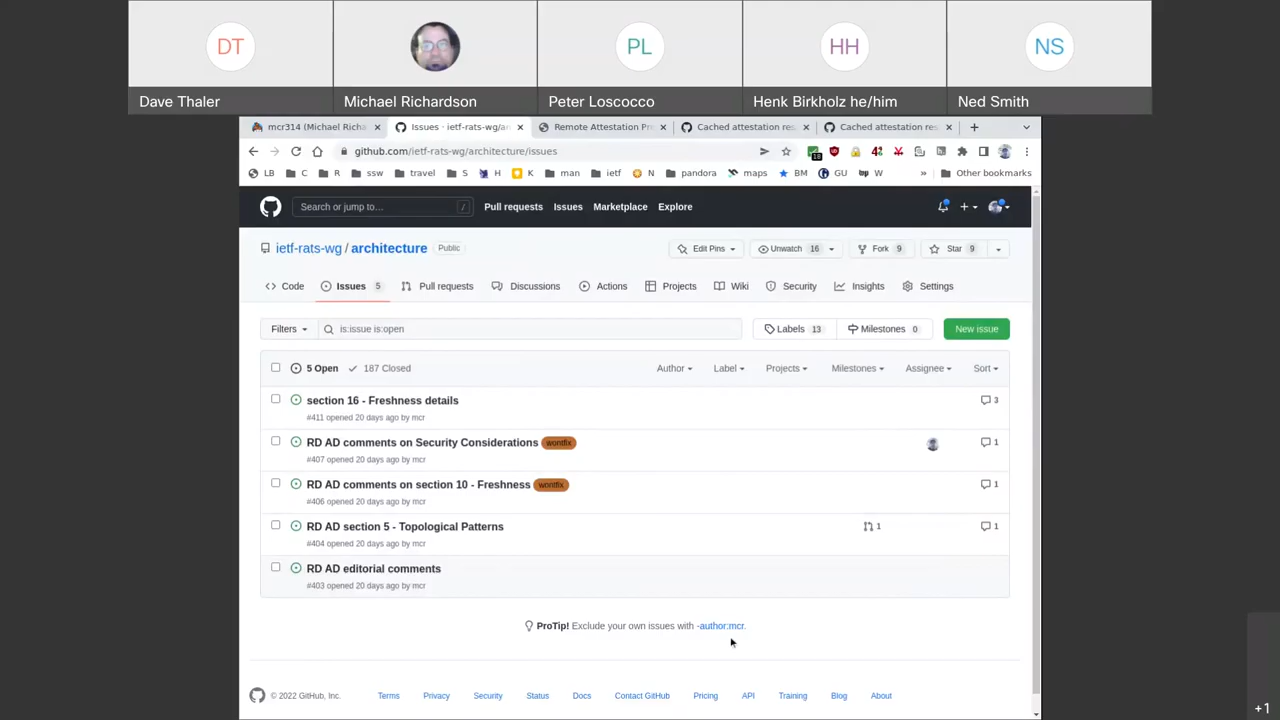 DT
PL
HH
NS
Dave Thaler
Michael Richardson
Peter Loscocco
Henk Birkholz he/him
Ned Smith
mcr314 (Michael Richa
Issues · ietf-rats-wg/ar
Remote Attestation Pr
Cached attestation res
Cached attestation res
github.com/ietf-rats-wg/architecture/issues
LB C R ssw travel S H K man ietf N pandora maps BM GU W » Other bookmarks
Search or jump to... /
Pull requests Issues Marketplace Explore
ietf-rats-wg / architecture Public
Edit Pins Unwatch 16 Fork 9 Star 9
Code Issues 5 Pull requests Discussions Actions Projects Wiki Security Insights Settings
Filters is:issue is:open Labels 13 Milestones 0 New issue
5 Open 187 Closed Author Label Projects Milestones Assignee Sort
section 16 - Freshness details 3
#411 opened 20 days ago by mcr
RD AD comments on Security Considerations wontfix 1
#407 opened 20 days ago by mcr
RD AD comments on section 10 - Freshness wontfix 1
#406 opened 20 days ago by mcr
RD AD section 5 - Topological Patterns 1 1
#404 opened 20 days ago by mcr
RD AD editorial comments
#403 opened 20 days ago by mcr
ProTip! Exclude your own issues with -author:mcr.
© 2022 GitHub, Inc. Terms Privacy Security Status Docs Contact GitHub Pricing API Training Blog About
+1